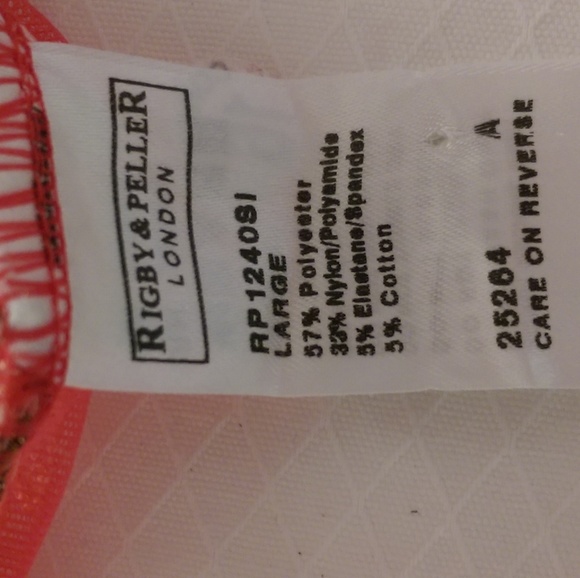 RIGBY & PELLER
LONDON
RP1240SI
LARGE
57% Polyester
33% Nylon/Polyamide
5% Elastane/Spandex
5% Cotton
25264 A
CARE ON REVERSE